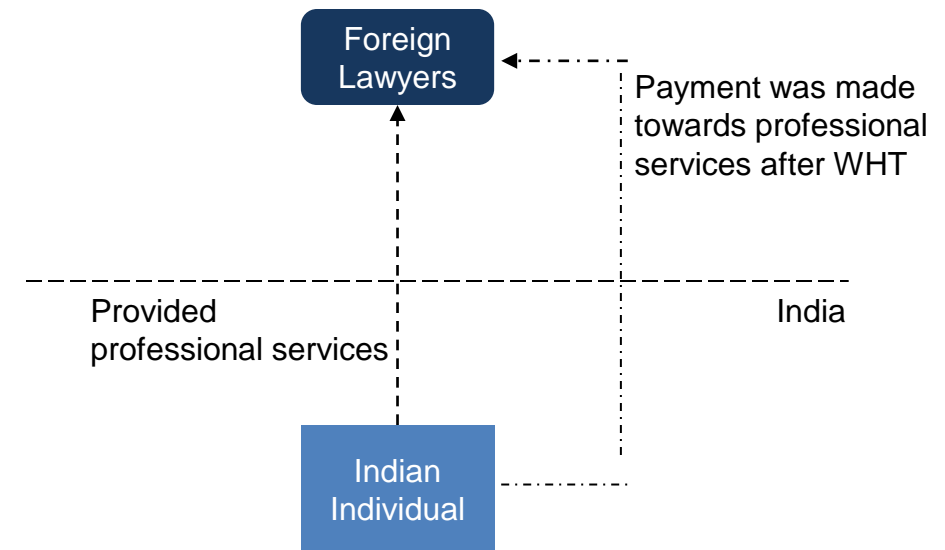 Foreign
Lawyers
Payment was made
towards professional
services after WHT
Provided
professional services
India
Indian
Individual